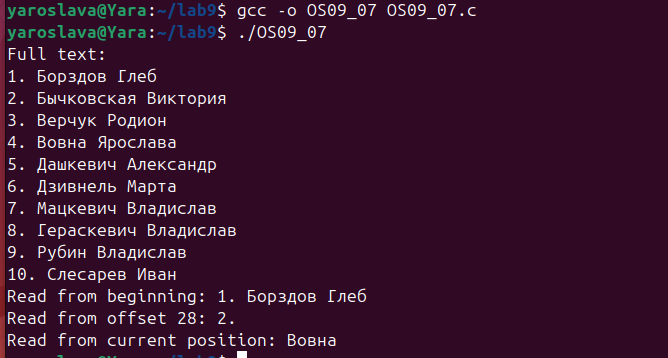 yaroslava@Yara:~/lab9$ gcc -o OS09_07 OS09_07.c
yaroslava@Yara:~/lab9$ ./OS09_07
Full text:
1. Борздов Глеб
2. Бычковская Виктория
3. Верчук Родион
4. Вовна Ярослава
5. Дашкевич Александр
6. Дзивнель Марта
7. Мацкевич Владислав
8. Гераскевич Владислав
9. Рубин Владислав
10. Слесарев Иван
Read from beginning: 1. Борздов Глеб
Read from offset 28: 2.
Read from current position: Вовна
yaroslava@Yara:~/lab9$